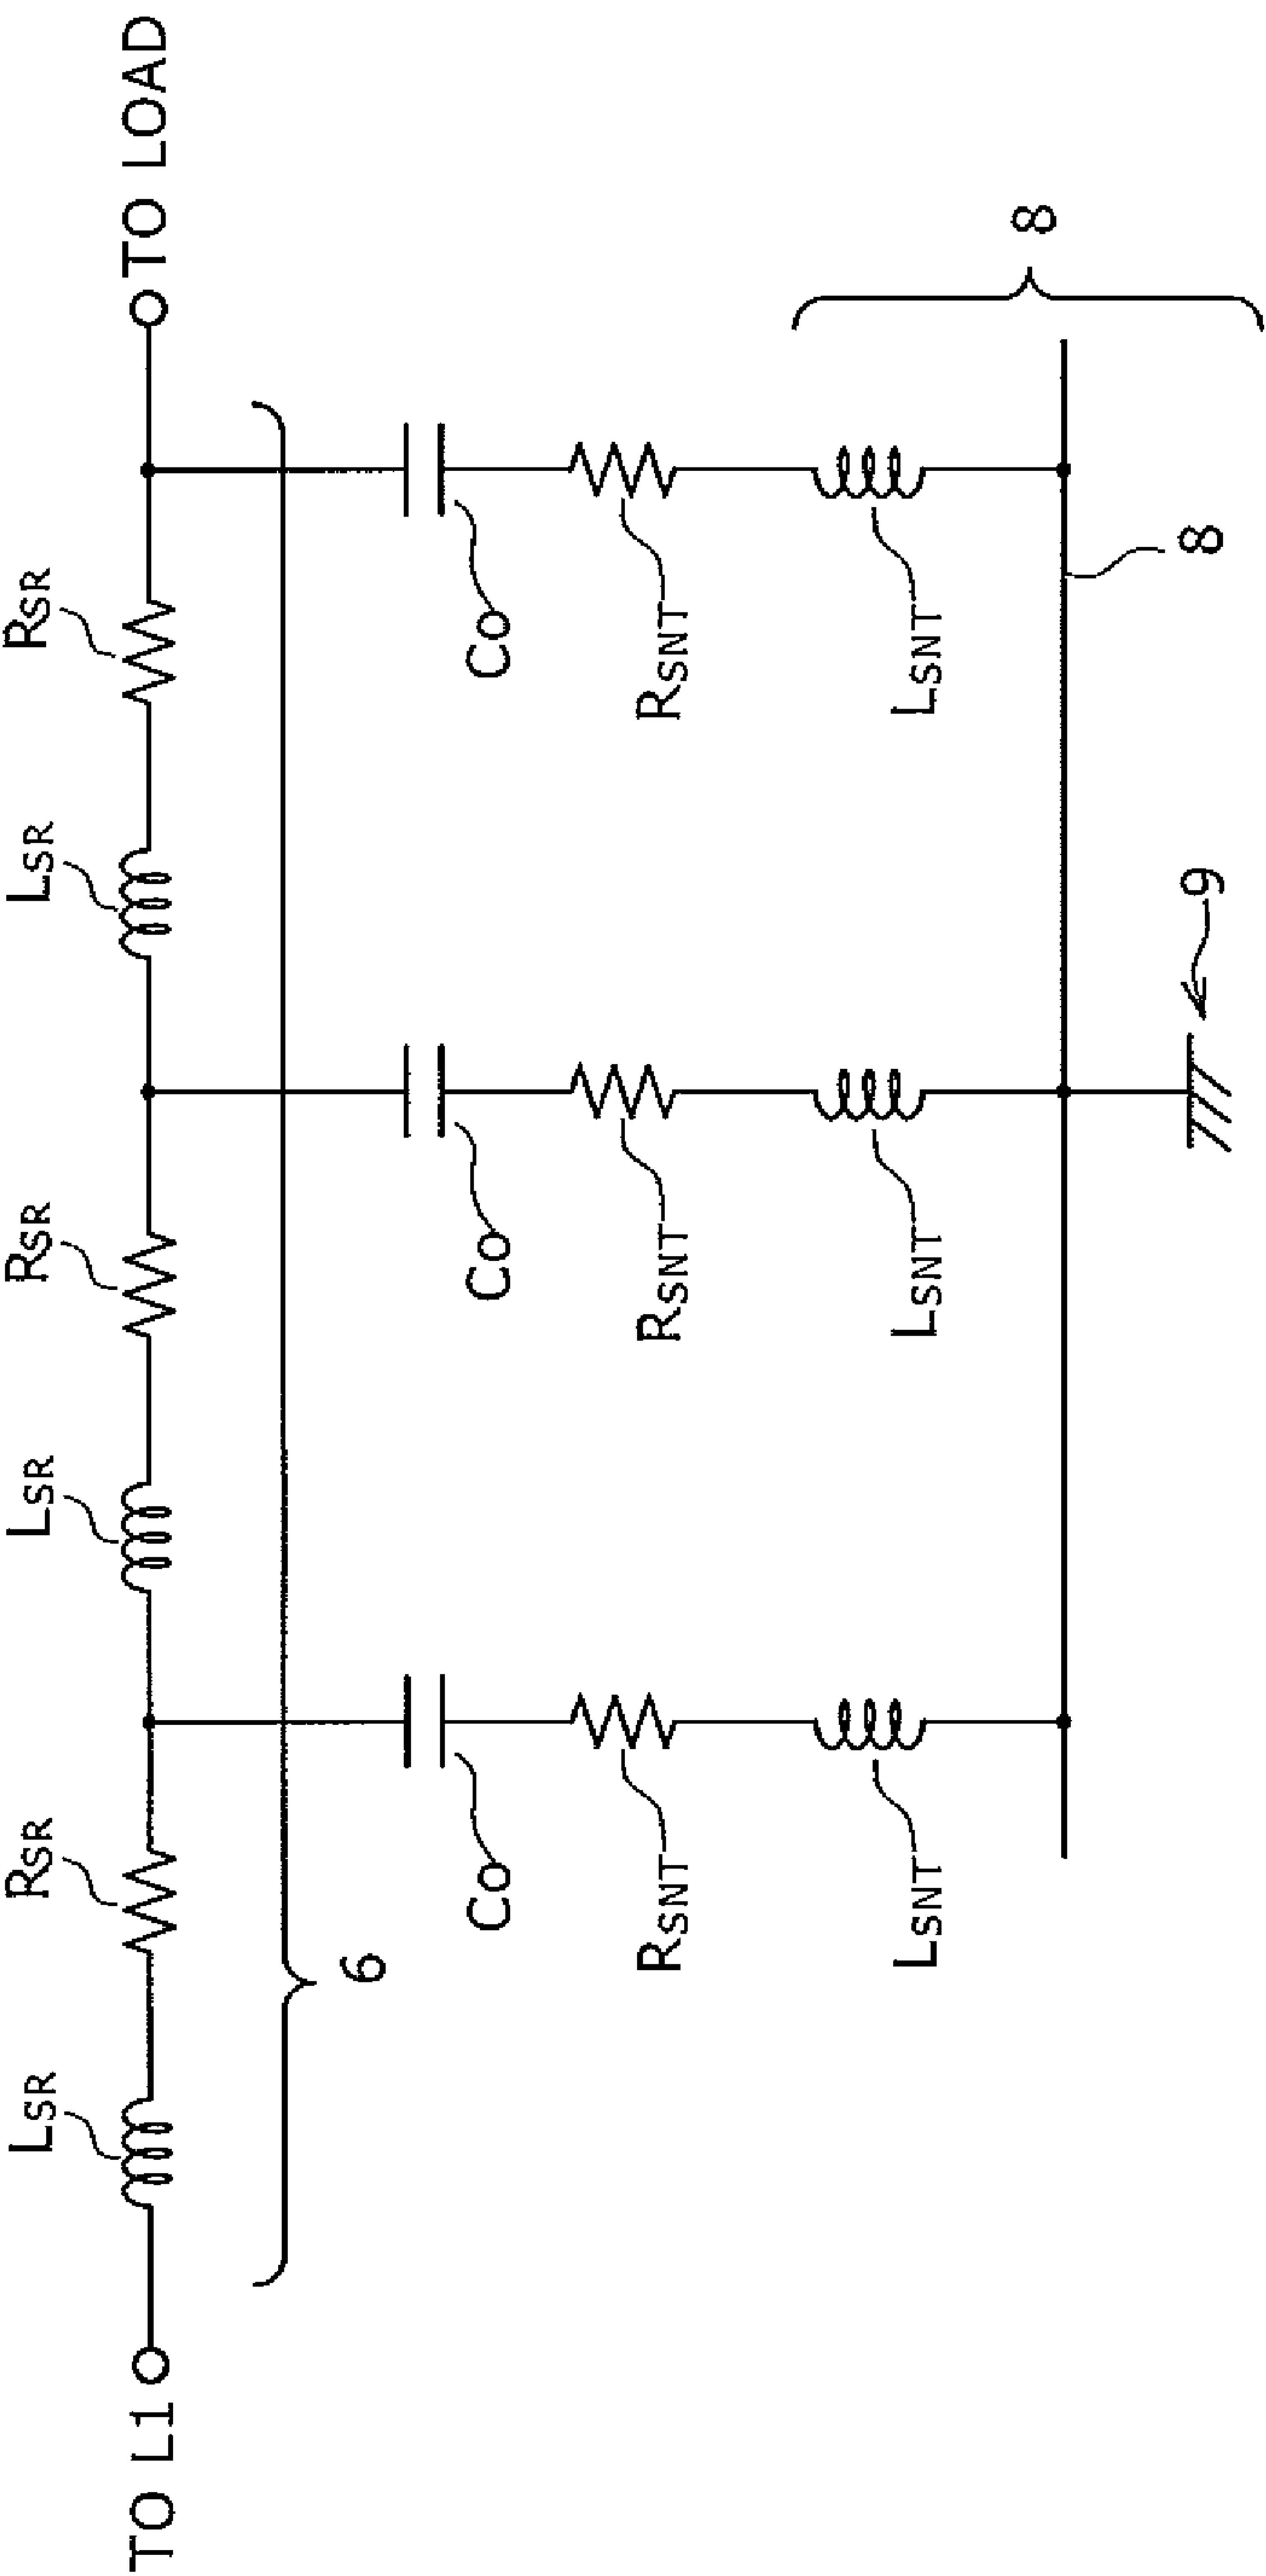 LSR
RSR
LSR
RSR
LSR
RSR
TO L1
TO LOAD
6
Co
Co
Co
RSNT
RSNT
RSNT
LSNT
LSNT
LSNT
8
9
8